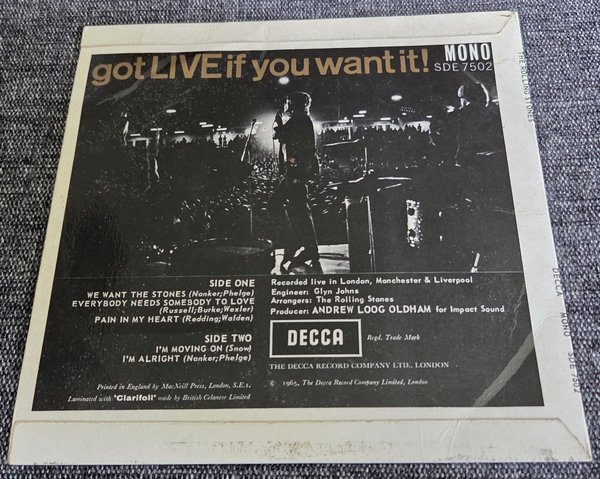 got LIVE if you want it!
MONO
SDE 7502
SIDE ONE
WE WANT THE STONES (Nanker;Phelge)
EVERYBODY NEEDS SOMEBODY TO LOVE
(Russell;Burke;Wexler)
PAIN IN MY HEART (Redding;Walden)
SIDE TWO
I'M MOVING ON (Snow)
I'M ALRIGHT (Nanker;Phelge)
Recorded live in London, Manchester & Liverpool
Engineer: Glyn Johns
Arrangers: The Rolling Stones
Producer: ANDREW LOOG OLDHAM for Impact Sound
DECCA
Regd. Trade Mark
THE DECCA RECORD COMPANY LTD., LONDON
Printed in England by MacNeill Press, London, S.E.1.
Laminated with 'Clarifoil' made by British Celanese Limited
© 1965, The Decca Record Company Limited, London
THE ROLLING STONES
DECCA MONO SDE 7502